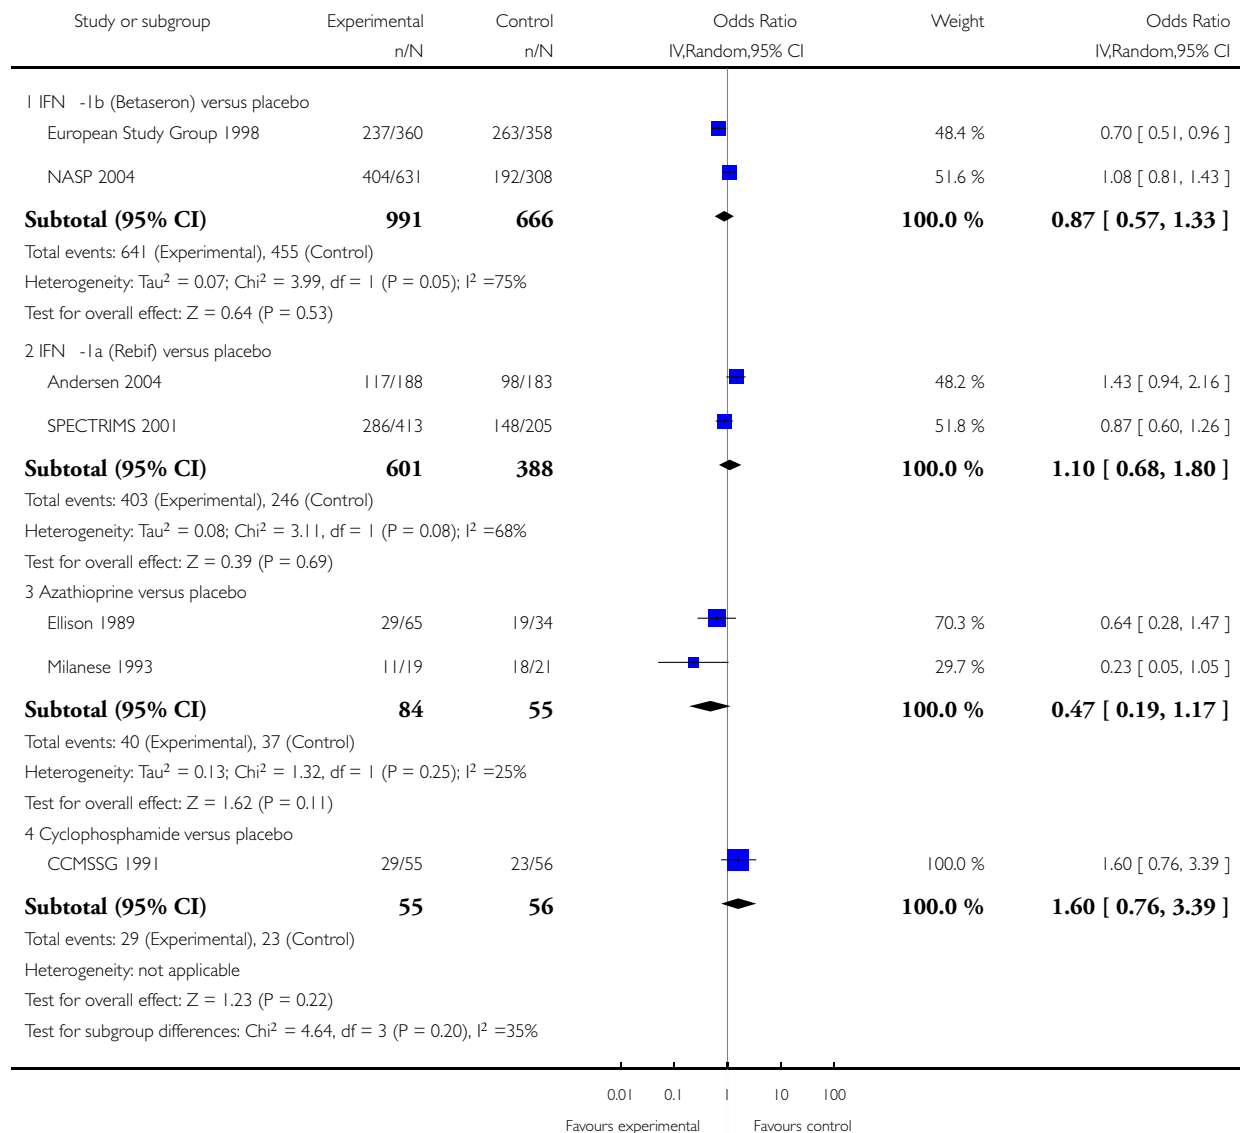 Study or subgroup Experimental Control Odds Ratio Weight Odds Ratio
n/N n/N IV,Random,95% CI IV,Random,95% CI
1 IFN -1b (Betaseron) versus placebo
European Study Group 1998 237/360 263/358 48.4 % 0.70 [ 0.51, 0.96 ]
NASP 2004 404/631 192/308 51.6 % 1.08 [ 0.81, 1.43 ]
Subtotal (95% CI) 991 666 100.0 % 0.87 [ 0.57, 1.33 ]
Total events: 641 (Experimental), 455 (Control)
Heterogeneity: Tau² = 0.07; Chi² = 3.99, df = 1 (P = 0.05); I² =75%
Test for overall effect: Z = 0.64 (P = 0.53)
2 IFN -1a (Rebif) versus placebo
Andersen 2004 117/188 98/183 48.2 % 1.43 [ 0.94, 2.16 ]
SPECTRIMS 2001 286/413 148/205 51.8 % 0.87 [ 0.60, 1.26 ]
Subtotal (95% CI) 601 388 100.0 % 1.10 [ 0.68, 1.80 ]
Total events: 403 (Experimental), 246 (Control)
Heterogeneity: Tau² = 0.08; Chi² = 3.11, df = 1 (P = 0.08); I² =68%
Test for overall effect: Z = 0.39 (P = 0.69)
3 Azathioprine versus placebo
Ellison 1989 29/65 19/34 70.3 % 0.64 [ 0.28, 1.47 ]
Milanese 1993 11/19 18/21 29.7 % 0.23 [ 0.05, 1.05 ]
Subtotal (95% CI) 84 55 100.0 % 0.47 [ 0.19, 1.17 ]
Total events: 40 (Experimental), 37 (Control)
Heterogeneity: Tau² = 0.13; Chi² = 1.32, df = 1 (P = 0.25); I² =25%
Test for overall effect: Z = 1.62 (P = 0.11)
4 Cyclophosphamide versus placebo
CCMSSG 1991 29/55 23/56 100.0 % 1.60 [ 0.76, 3.39 ]
Subtotal (95% CI) 55 56 100.0 % 1.60 [ 0.76, 3.39 ]
Total events: 29 (Experimental), 23 (Control)
Heterogeneity: not applicable
Test for overall effect: Z = 1.23 (P = 0.22)
Test for subgroup differences: Chi² = 4.64, df = 3 (P = 0.20), I² =35%
0.01 0.1 1 10 100
Favours experimental Favours control